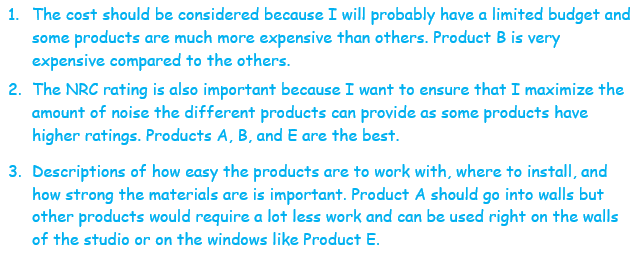 1. The cost should be considered because I will probably have a limited budget and
some products are much more expensive than others. Product B is very
expensive compared to the others.
2. The NRC rating is also important because I want to ensure that I maximize the
amount of noise the different products can provide as some products have
higher ratings. Products A, B, and E are the best.
3. Descriptions of how easy the products are to work with, where to install, and
how strong the materials are is important. Product A should go into walls but
other products would require a lot less work and can be used right on the walls
of the studio or on the windows like Product E.